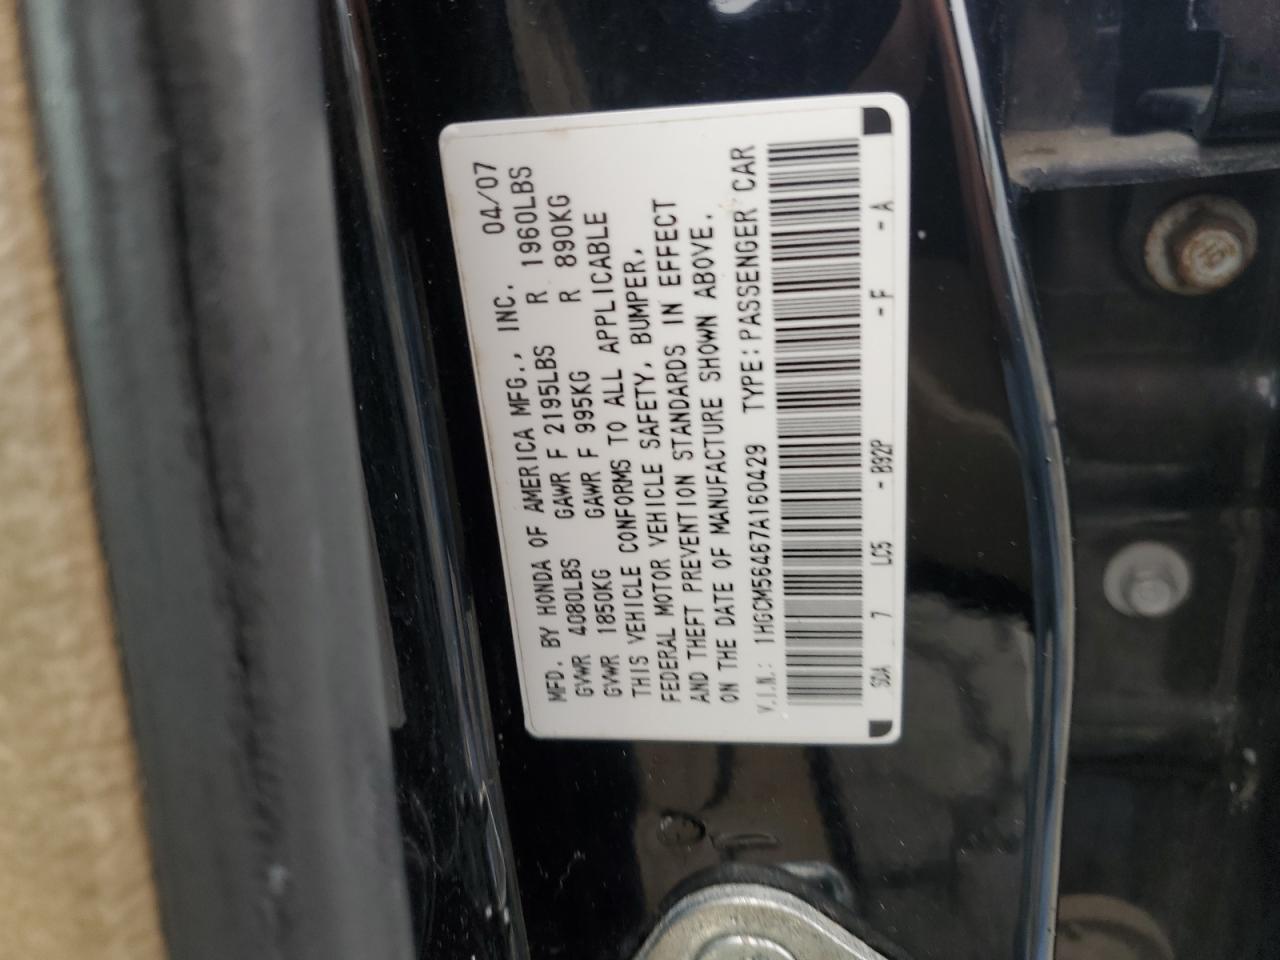 MFD. BY HONDA OF AMERICA MFG., INC. 04/07
GVWR 4080LBS GAWR F 2195LBS R 1960LBS
GVWR 1850KG GAWR F 995KG R 890KG
THIS VEHICLE CONFORMS TO ALL APPLICABLE
FEDERAL MOTOR VEHICLE SAFETY, BUMPER,
AND THEFT PREVENTION STANDARDS IN EFFECT
ON THE DATE OF MANUFACTURE SHOWN ABOVE.
V.I.N.: 1HGCM56467A160429 TYPE:PASSENGER CAR
SDA 7 LC5 - B92P - F - A